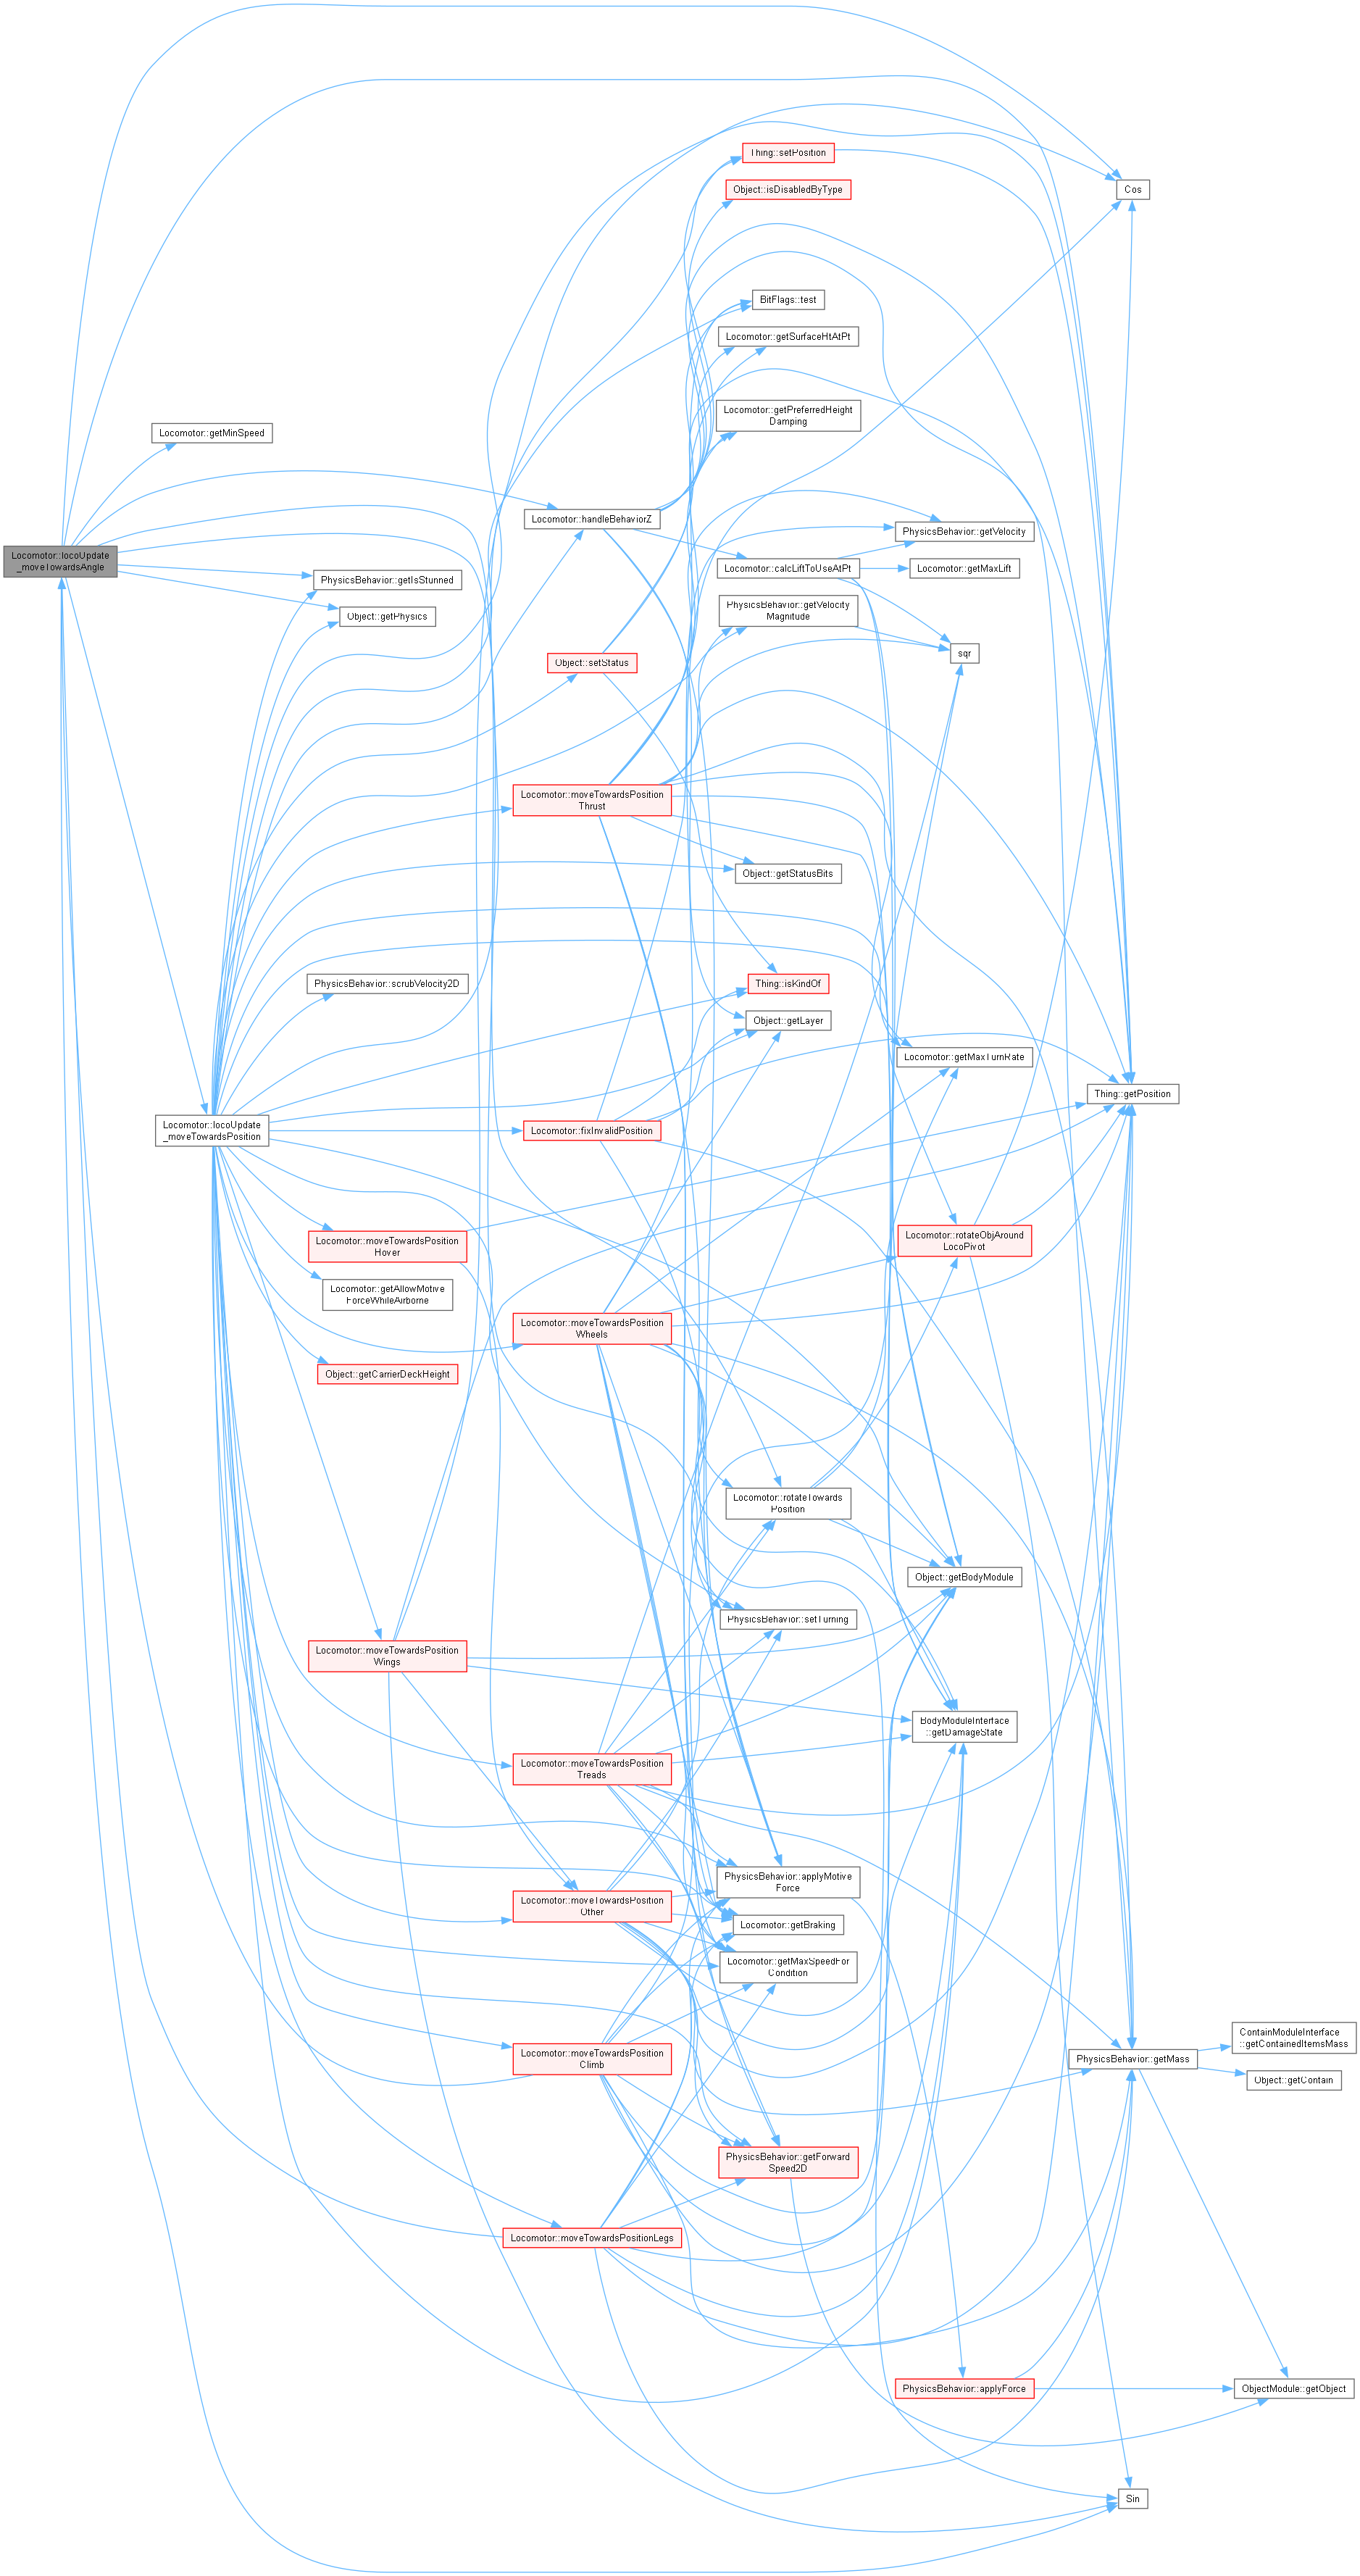 Locomotor::locoUpdate
_moveTowardsAngle
Locomotor::getMinSpeed
PhysicsBehavior::getIsStunned
Object::getPhysics
PhysicsBehavior::scrubVelocity2D
Locomotor::locoUpdate
_moveTowardsPosition
Locomotor::moveTowardsPosition
Hover
Locomotor::getAllowMotive
ForceWhileAirborne
Object::getCarrierDeckHeight
Locomotor::moveTowardsPosition
Wings
Locomotor::handleBehaviorZ
Object::setStatus
Locomotor::moveTowardsPosition
Thrust
Locomotor::fixInvalidPosition
Locomotor::moveTowardsPosition
Wheels
Locomotor::moveTowardsPosition
Treads
Locomotor::moveTowardsPosition
Other
Locomotor::moveTowardsPosition
Climb
Locomotor::moveTowardsPositionLegs
Thing::setPosition
Object::isDisabledByType
BitFlags::test
Locomotor::getSurfaceHtAtPt
Locomotor::getPreferredHeight
Damping
Locomotor::calcLiftToUseAtPt
PhysicsBehavior::getVelocity
Magnitude
Object::getStatusBits
Thing::isKindOf
Object::getLayer
Locomotor::rotateTowards
Position
PhysicsBehavior::setTurning
PhysicsBehavior::applyMotive
Force
Locomotor::getBraking
Locomotor::getMaxSpeedFor
Condition
PhysicsBehavior::getForward
Speed2D
PhysicsBehavior::getVelocity
Locomotor::getMaxLift
sqr
Locomotor::getMaxTurnRate
Locomotor::rotateObjAround
LocoPivot
Object::getBodyModule
BodyModuleInterface
::getDamageState
PhysicsBehavior::applyForce
Cos
Thing::getPosition
PhysicsBehavior::getMass
Sin
ContainModuleInterface
::getContainedItemsMass
Object::getContain
ObjectModule::getObject